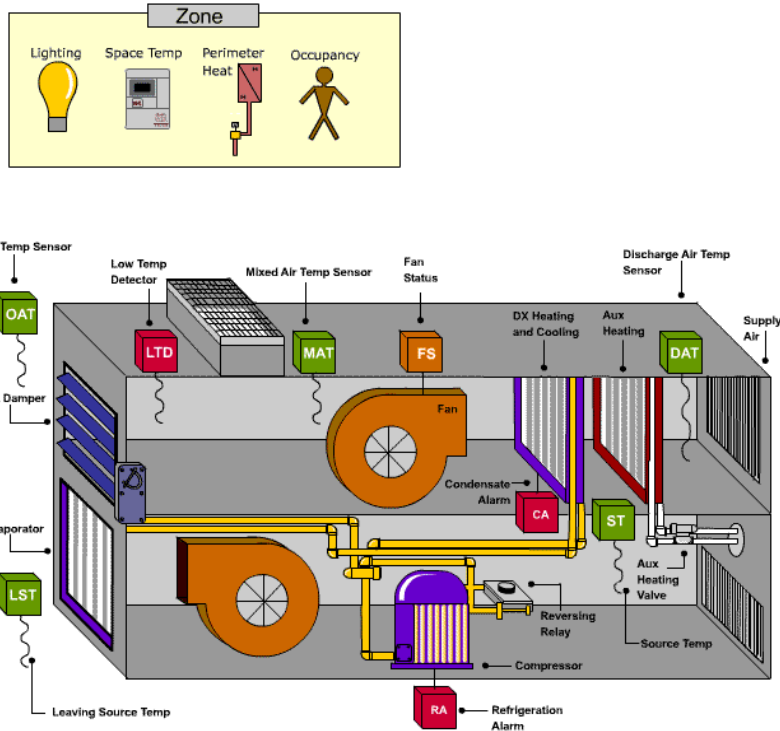 Zone
Lighting
Space Temp
Perimeter
Heat
Occupancy
Temp Sensor
OAT
Low Temp
Detector
LTD
Mixed Air Temp Sensor
MAT
Fan
Status
FS
DX Heating
and Cooling
Aux
Heating
Discharge Air Temp
Sensor
DAT
Supply
Air
Damper
Fan
Condensate
Alarm
CA
ST
aporator
LST
Aux
Heating
Valve
Reversing
Relay
Source Temp
Compressor
Leaving Source Temp
RA
Refrigeration
Alarm